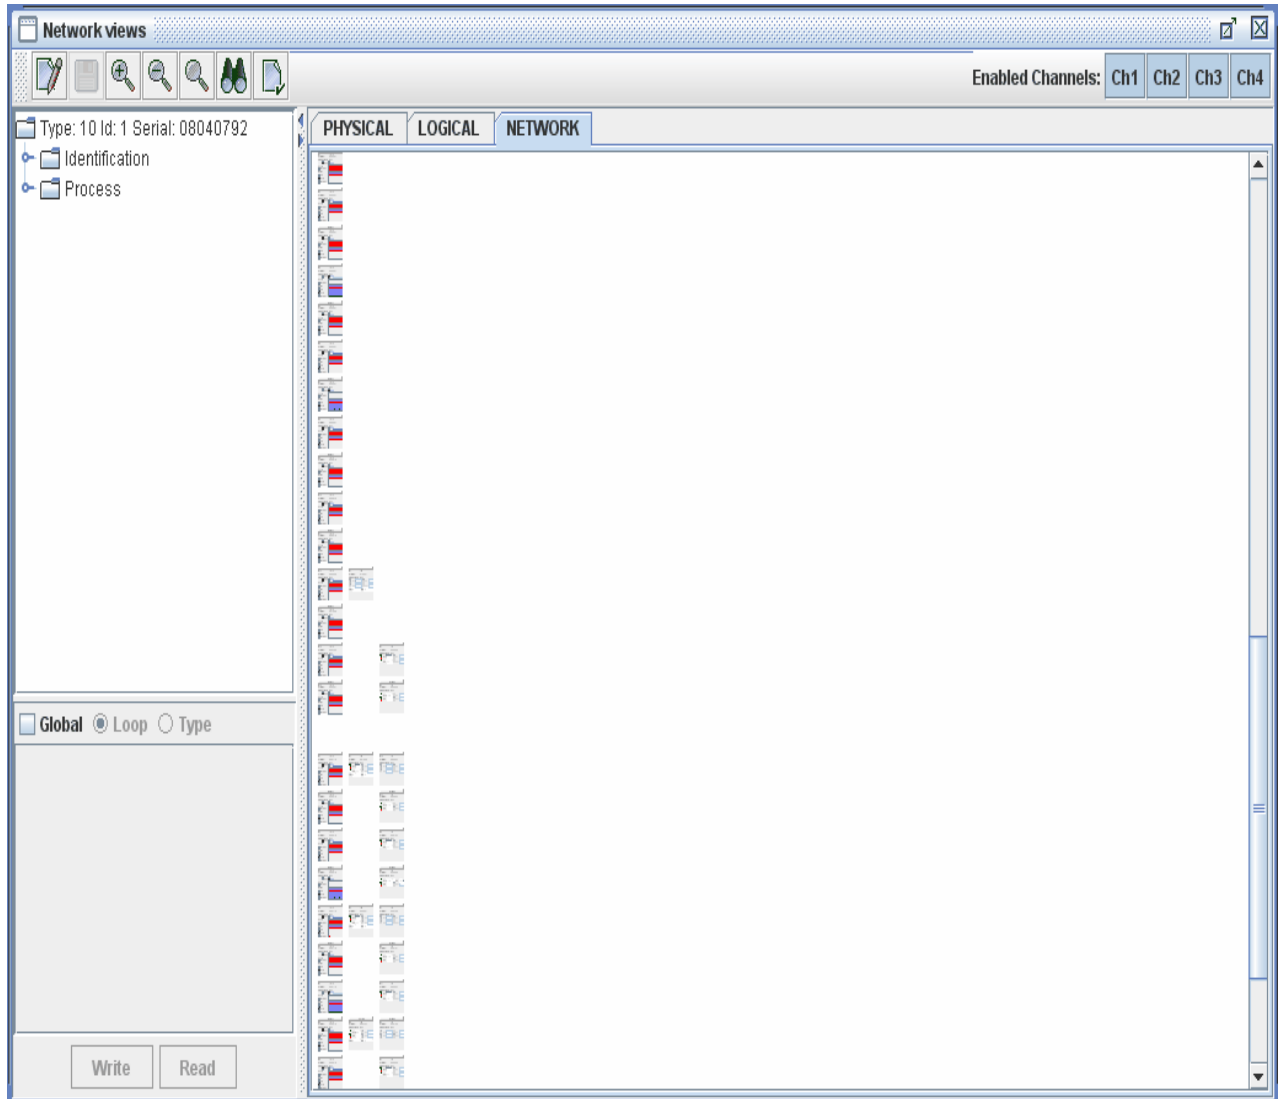 Network views
Enabled Channels: Ch1 Ch2 Ch3 Ch4
Type: 10 Id: 1 Serial: 08040792
Identification
Process
PHYSICAL LOGICAL NETWORK
Global Loop Type
Write Read